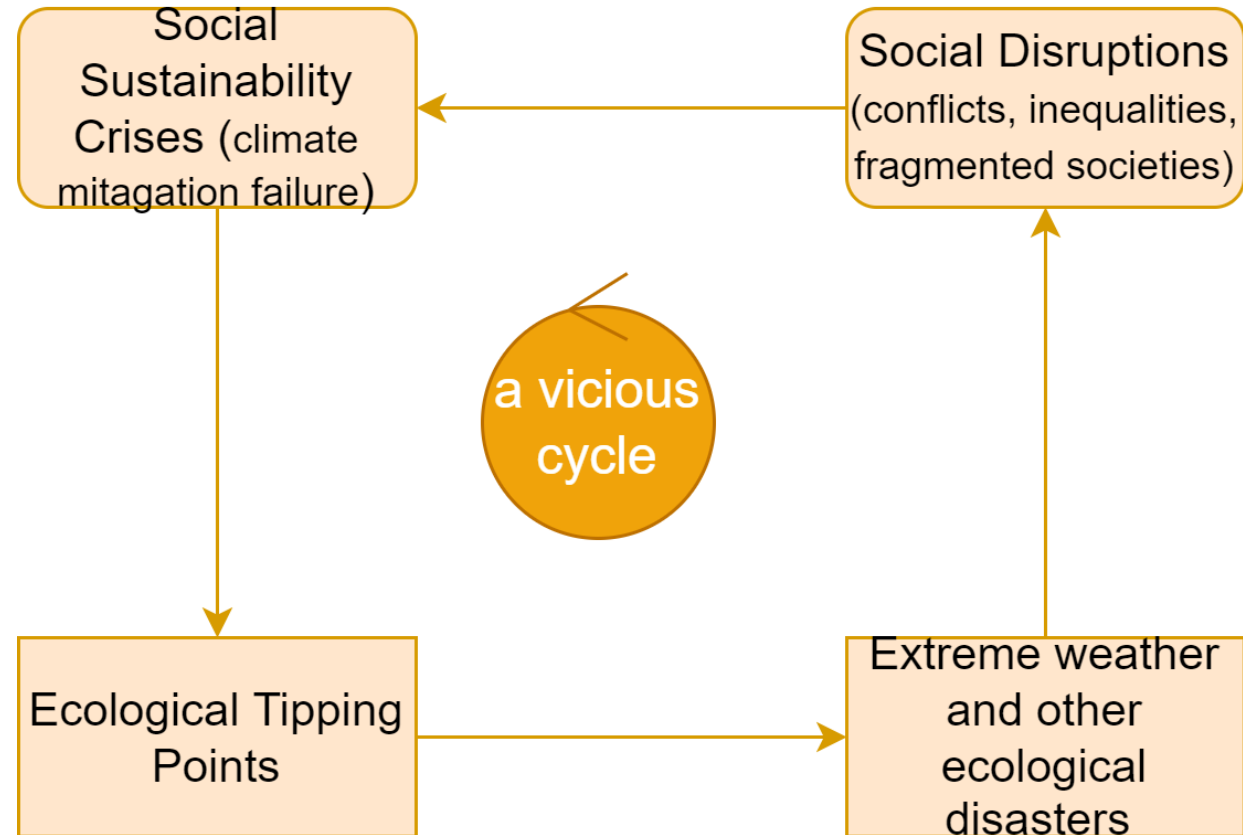 Social
Sustainability
Crises (climate
mitagation failure)
Social Disruptions
(conflicts, inequalities,
fragmented societies)
a vicious
cycle
Ecological Tipping
Points
Extreme weather
and other
ecological
disasters